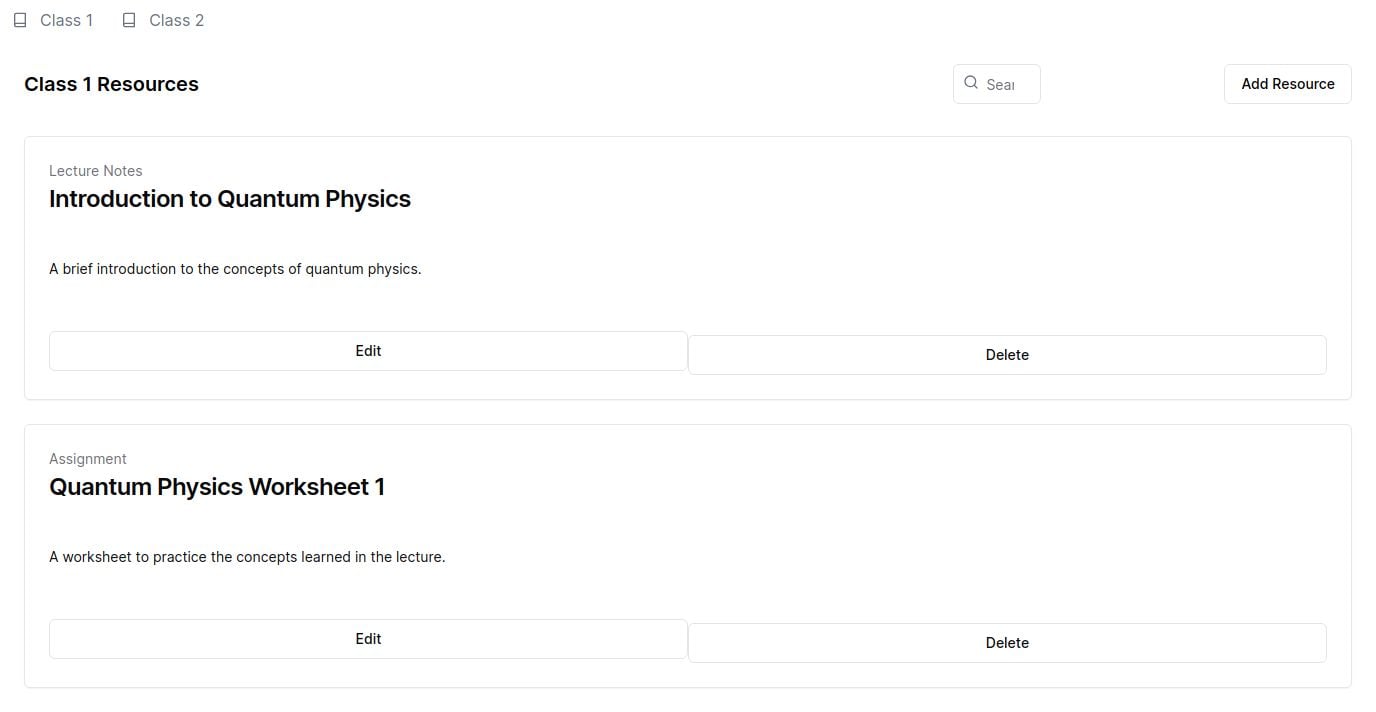 Class 1 Class 2
Class 1 Resources
Sear
Add Resource
Lecture Notes
Introduction to Quantum Physics
A brief introduction to the concepts of quantum physics.
Edit Delete
Assignment
Quantum Physics Worksheet 1
A worksheet to practice the concepts learned in the lecture.
Edit Delete